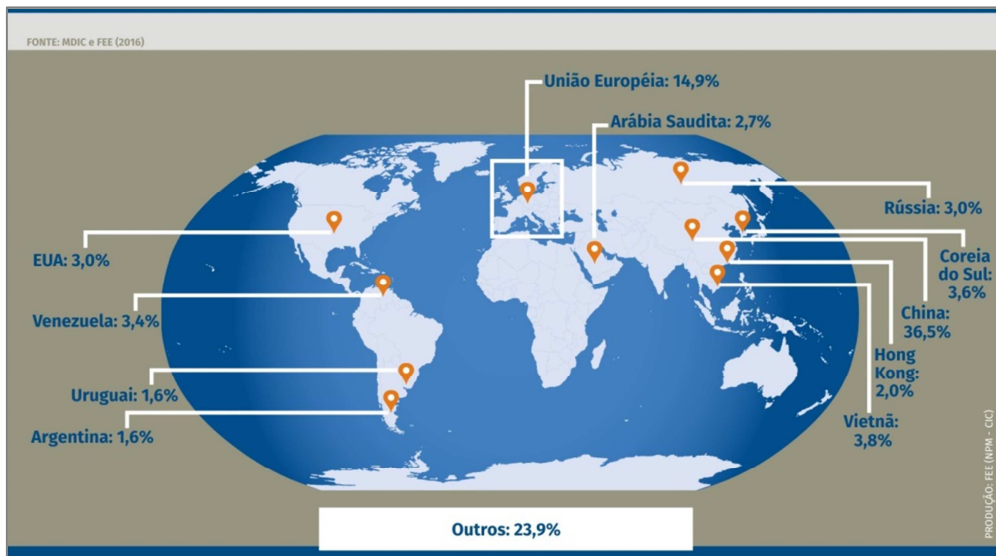 FONTE: MDIC e FEE (2016)
União Européia: 14,9%
Arábia Saudita: 2,7%
Rússia: 3,0%
EUA: 3,0%
Coreia
do Sul:
3,6%
Venezuela: 3,4%
China:
36,5%
Hong
Kong:
2,0%
Uruguai: 1,6%
Vietnã:
3,8%
Argentina: 1,6%
Outros: 23,9%
PRODUÇÃO: FEE (NPM - CIC)